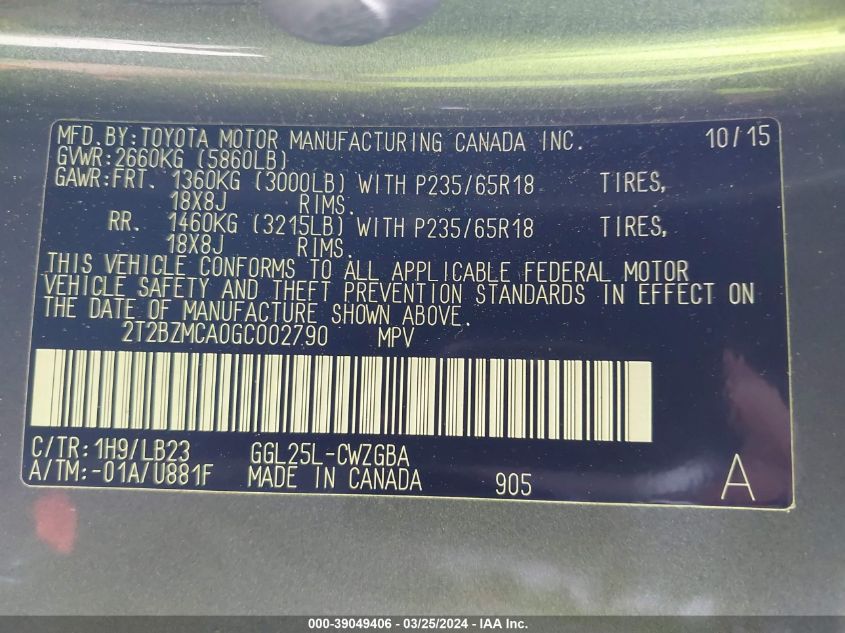 MFD.BY:TOYOTA MOTOR MANUFACTURING CANADA INC. 10/15
GVWR:2660KG (5860LB)
GAWR:FRT. 1360KG (3000LB) WITH P235/65R18 TIRES,
18X8J RIMS.
RR. 1460KG (3215LB) WITH P235/65R18 TIRES,
18X8J RIMS.
THIS VEHICLE CONFORMS TO ALL APPLICABLE FEDERAL MOTOR
VEHICLE SAFETY AND THEFT PREVENTION STANDARDS IN EFFECT ON
THE DATE OF MANUFACTURE SHOWN ABOVE.
2T2BZMCA0GC002790 MPV
C/TR:1H9/LB23 GGL25L-CWZGBA
A/TM:-01A/U881F MADE IN CANADA 905 A
000-39049406 - 03/25/2024 - IAA Inc.